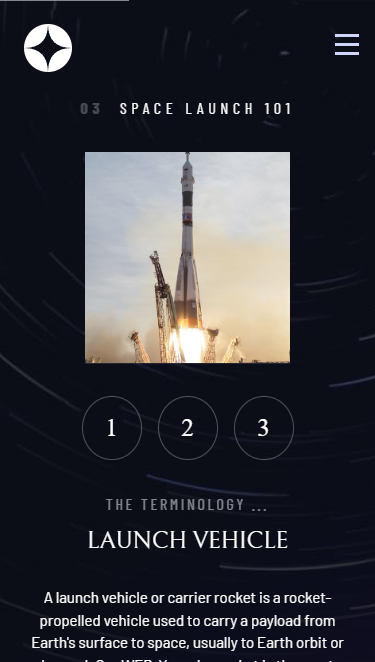 03 SPACE LAUNCH 101
1 2 3
THE TERMINOLOGY ...
LAUNCH VEHICLE
A launch vehicle or carrier rocket is a rocket-
propelled vehicle used to carry a payload from
Earth's surface to space, usually to Earth orbit or